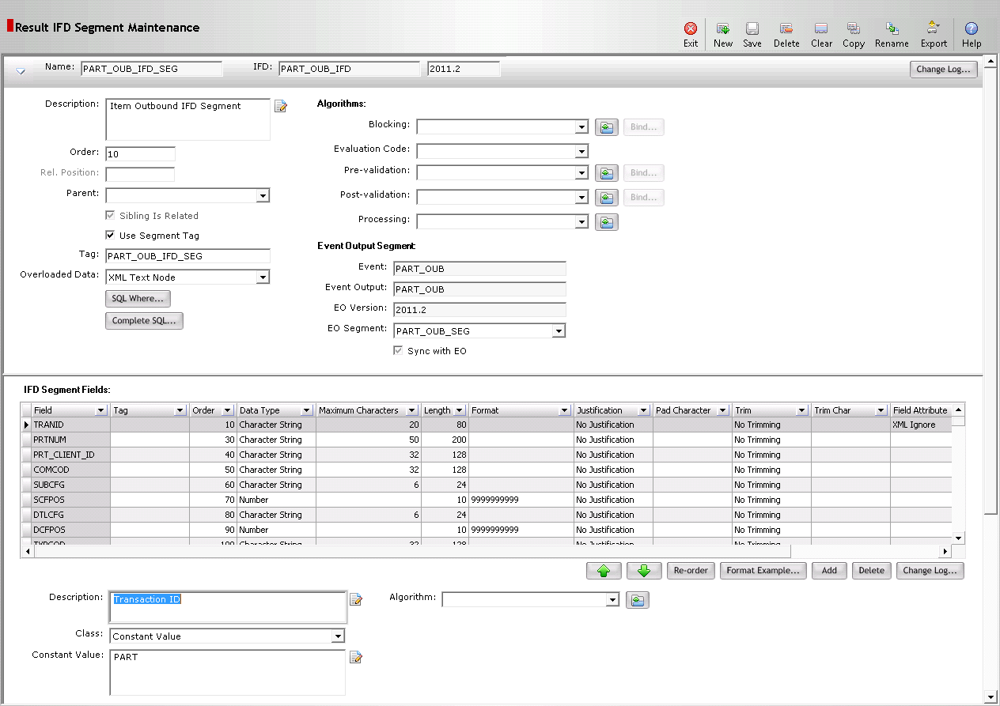 Result IFD Segment Maintenance
Exit New Save Delete Clear Copy Rename Export Help
Name: PART_OUB_IFD_SEG IFD: PART_OUB_IFD 2011.2 Change Log...
Description: Item Outbound IFD Segment
Order: 10
Rel. Position:
Parent:
Sibling Is Related
Use Segment Tag
Tag: PART_OUB_IFD_SEG
Overloaded Data: XML Text Node
SQL Where...
Complete SQL...
Algorithms:
Blocking: Bind...
Evaluation Code:
Pre-validation: Bind...
Post-validation: Bind...
Processing:
Event Output Segment:
Event: PART_OUB
Event Output: PART_OUB
EO Version: 2011.2
EO Segment: PART_OUB_SEG
Sync with EO
IFD Segment Fields:
Field Tag Order Data Type Maximum Characters Length Format Justification Pad Character Trim Trim Char Field Attribute
TRANID 10 Character String 20 80 No Justification No Trimming XML Ignore
PRTNUM 30 Character String 50 200 No Justification No Trimming
PRT_CLIENT_ID 40 Character String 32 128 No Justification No Trimming
COMCOD 50 Character String 32 128 No Justification No Trimming
SUBCFG 60 Character String 6 24 No Justification No Trimming
SCFPOS 70 Number 10 9999999999 No Justification No Trimming
DTLCFG 80 Character String 6 24 No Justification No Trimming
DCFPOS 90 Number 10 9999999999 No Justification No Trimming
TYPCOD 100 Character String 32 128 No Justification No Trimming
Re-order Format Example... Add Delete Change Log...
Description: Transaction ID
Algorithm:
Class: Constant Value
Constant Value: PART